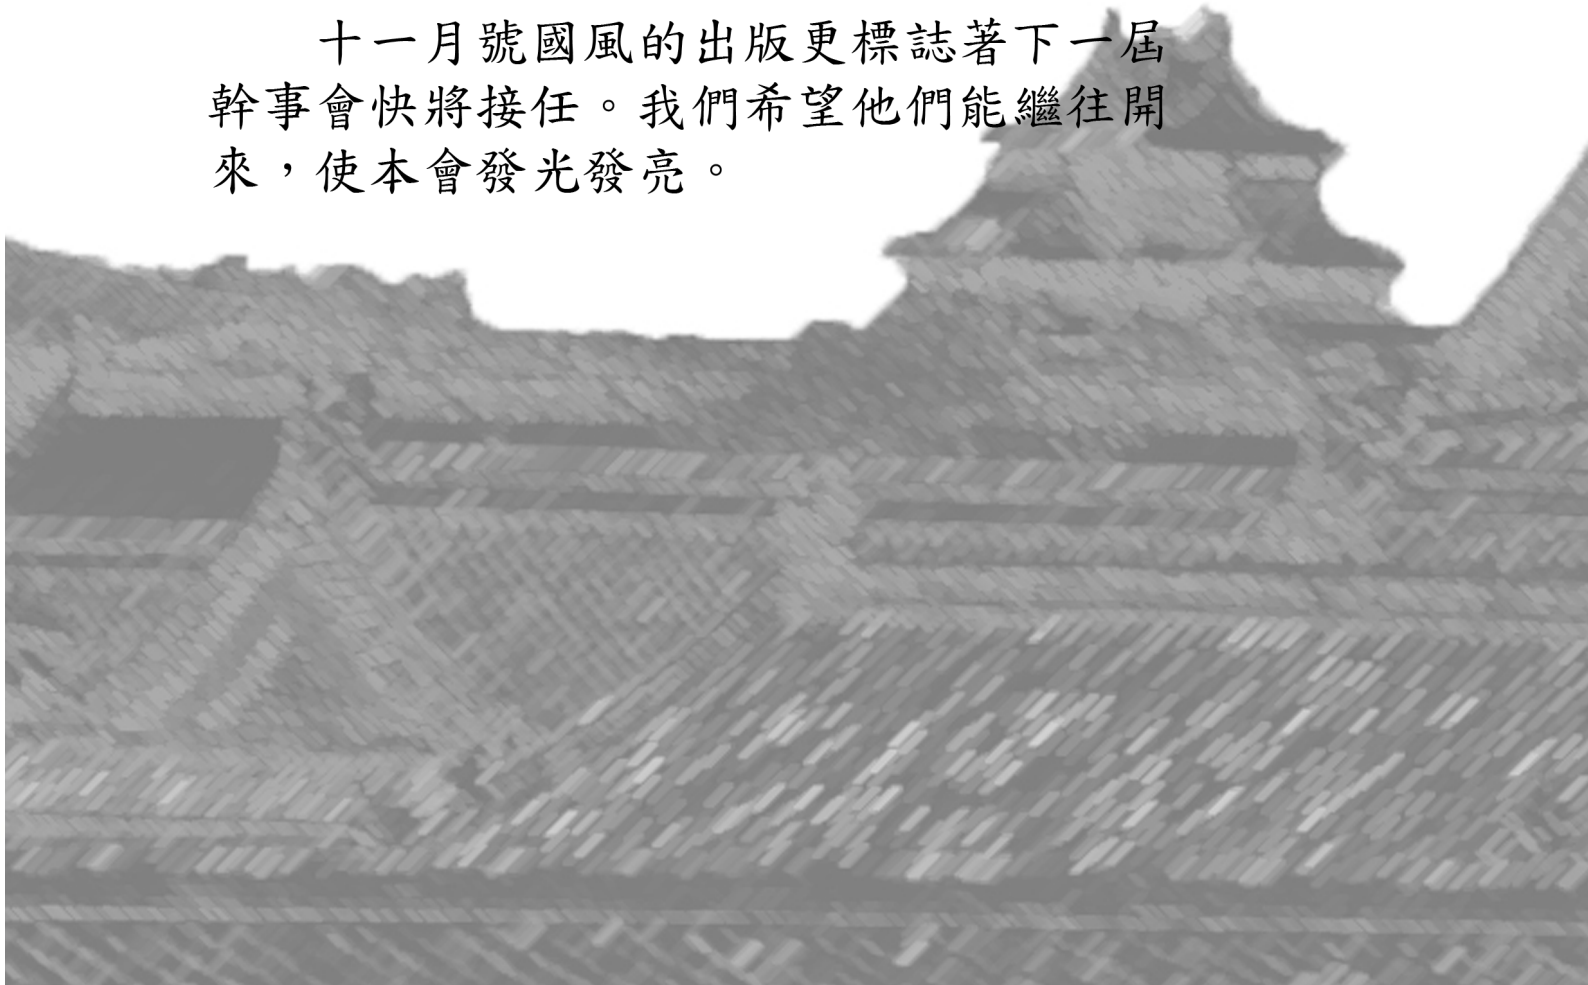 十一月號國風的出版更標誌著下一屆
幹事會快將接任。我們希望他們能繼往開
來，使本會發光發亮。